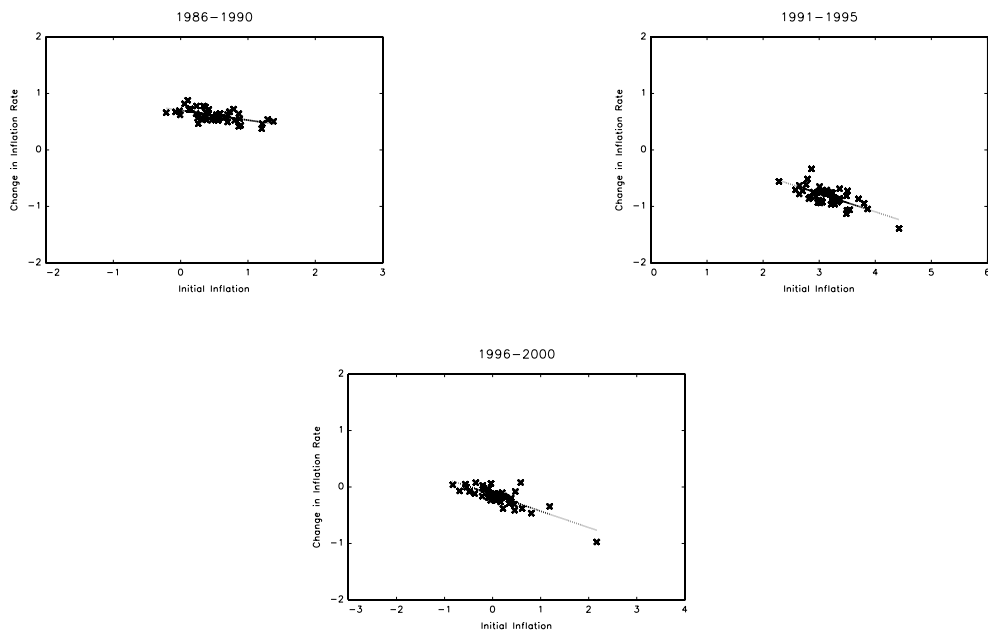 1986-1990
Change in Inflation Rate
2
1
0
-1
-2
-2 -1 0 1 2 3
Initial Inflation
1991-1995
Change in Inflation Rate
2
1
0
-1
-2
0 1 2 3 4 5 6
Initial Inflation
1996-2000
Change in Inflation Rate
2
1
0
-1
-2
-3 -2 -1 0 1 2 3 4
Initial Inflation